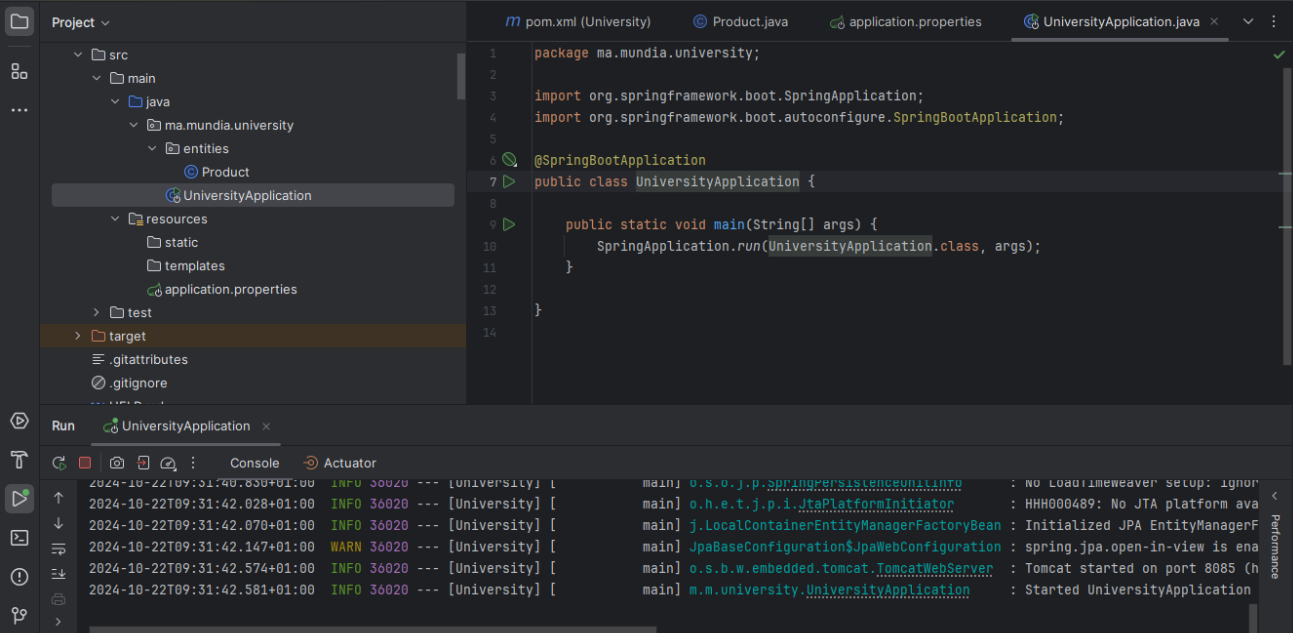 Project
src
main
java
ma.mundia.university
entities
Product
UniversityApplication
resources
static
templates
application.properties
test
target
.gitattributes
.gitignore
m pom.xml (University)
© Product.java
application.properties
UniversityApplication.java
1 package ma.mundia.university;
2
3 import org.springframework.boot.SpringApplication;
4 import org.springframework.boot.autoconfigure.SpringBootApplication;
5
6 @SpringBootApplication
7 public class UniversityApplication {
8
9 public static void main(String[] args) {
10 SpringApplication.run(UniversityApplication.class, args);
11 }
12
13 }
14
Run UniversityApplication
Console Actuator
2024-10-22T09:31:40.830+01:00 INFO 36020 --- [University] [ main] o.s.o.j.p.SpringPersistenceUnitInfo : No LoadTimeWeaver setup: ignor
2024-10-22T09:31:42.028+01:00 INFO 36020 --- [University] [ main] o.h.e.t.j.p.i.JtaPlatformInitiator : HHH000489: No JTA platform ava
2024-10-22T09:31:42.070+01:00 INFO 36020 --- [University] [ main] j.LocalContainerEntityManagerFactoryBean : Initialized JPA EntityManagerF
2024-10-22T09:31:42.147+01:00 WARN 36020 --- [University] [ main] JpaBaseConfiguration$JpaWebConfiguration : spring.jpa.open-in-view is ena
2024-10-22T09:31:42.574+01:00 INFO 36020 --- [University] [ main] o.s.b.w.embedded.tomcat.TomcatWebServer : Tomcat started on port 8085 (h
2024-10-22T09:31:42.581+01:00 INFO 36020 --- [University] [ main] m.m.university.UniversityApplication : Started UniversityApplication
Performance